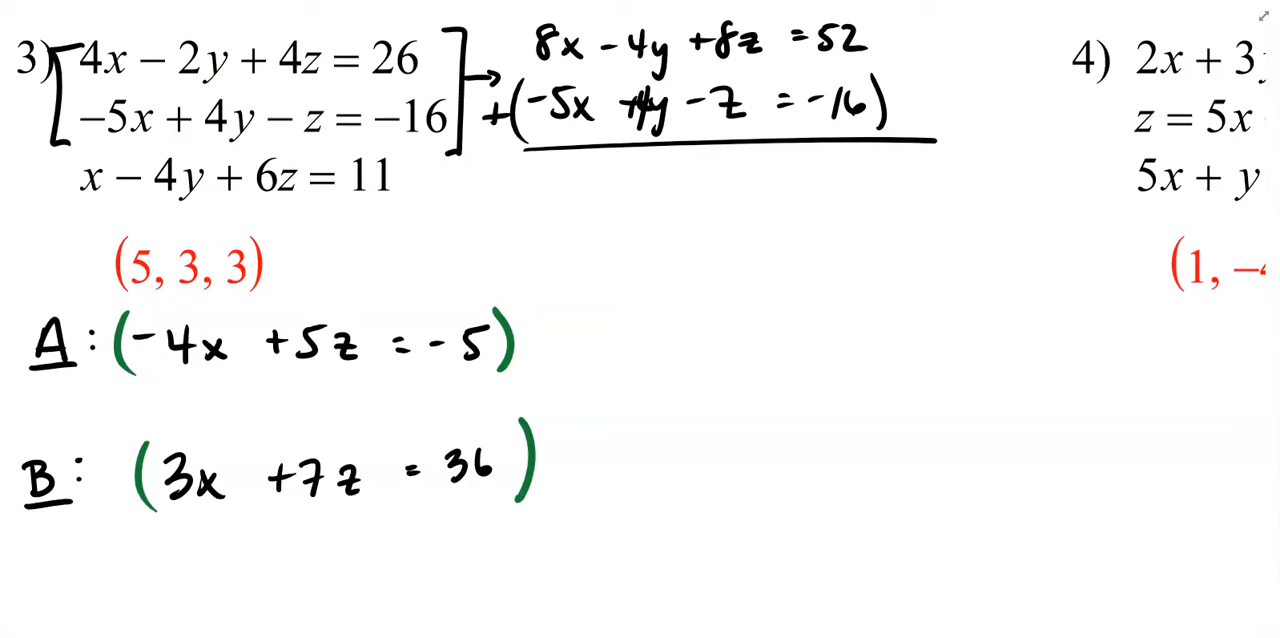 3) 4x − 2y + 4z = 26
−5x + 4y − z = −16
x − 4y + 6z = 11
(5, 3, 3)
8x − 4y + 8z = 52
+(−5x +4y − z = −16)
A: (−4x + 5z = −5)
B: (3x + 7z = 36)
4) 2x + 3
z = 5x
5x + y
(1, −